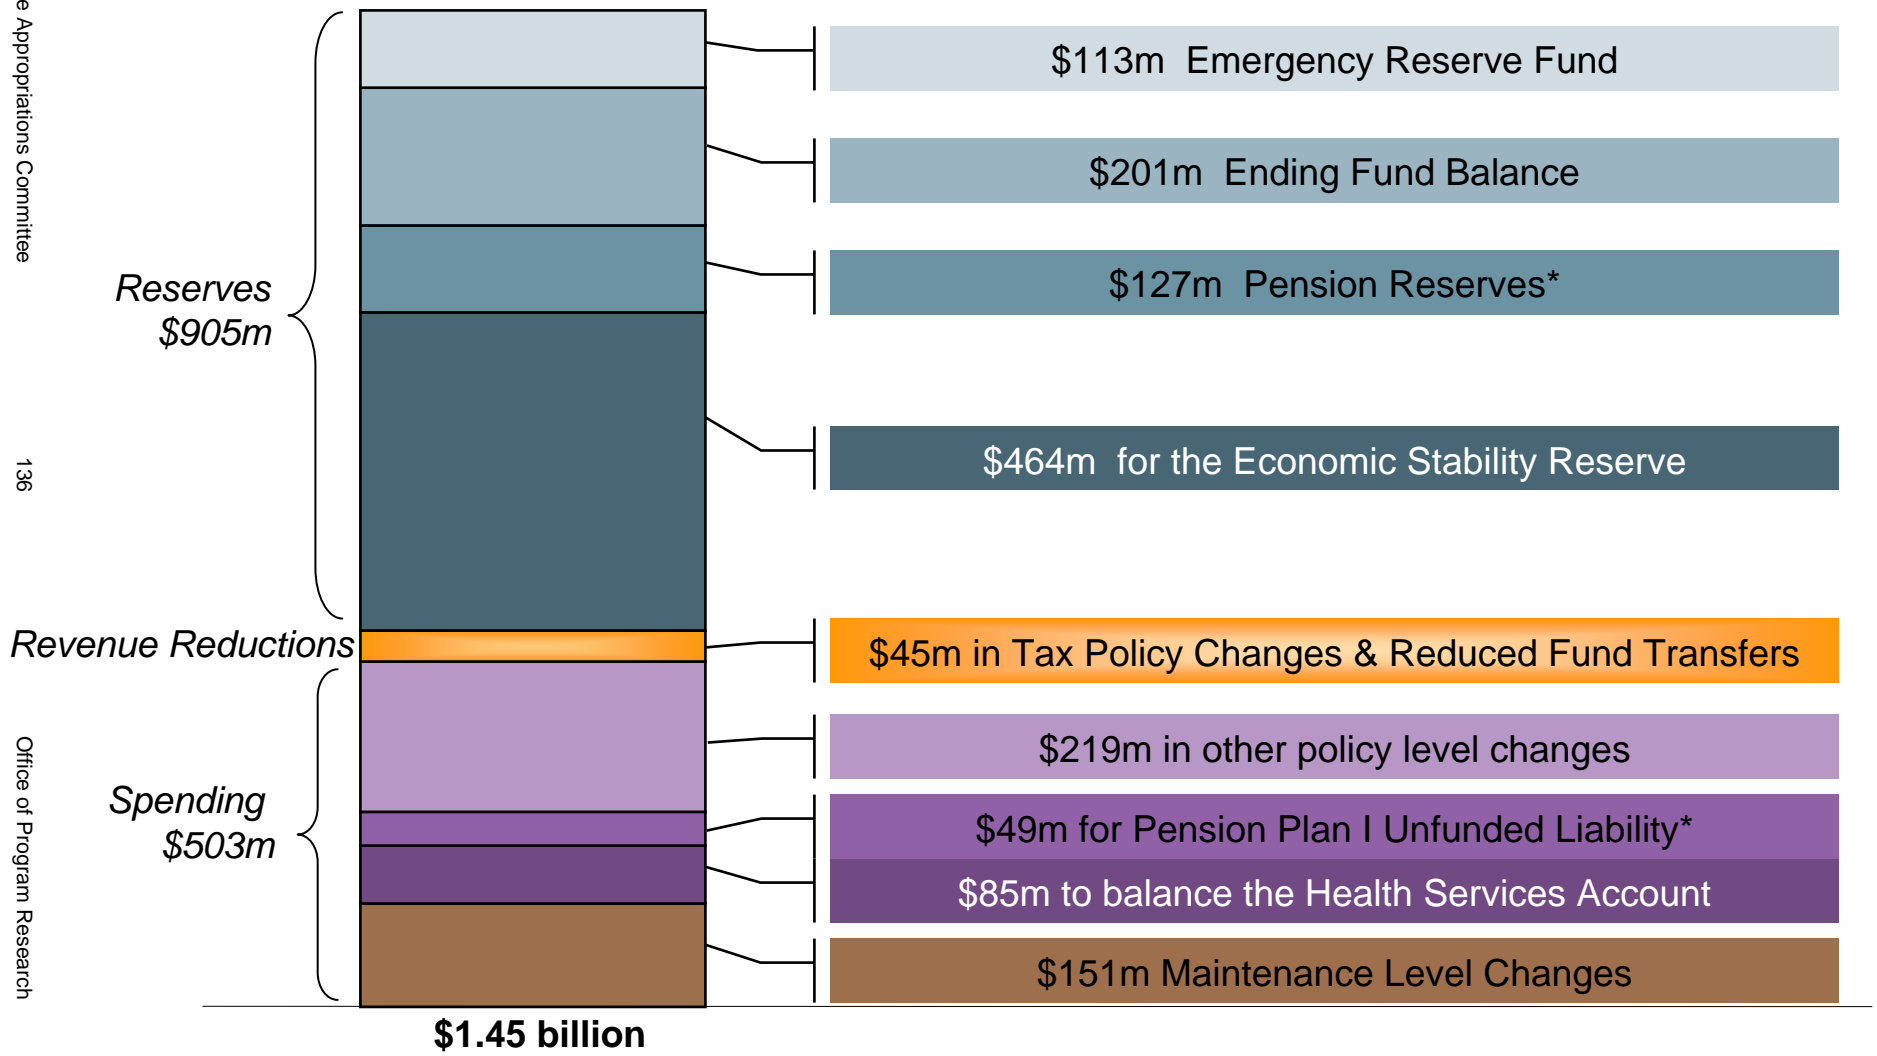 e Appropriations Committee
136
Office of Program Research
Reserves
$905m
Revenue Reductions
Spending
$503m
$113m Emergency Reserve Fund
$201m Ending Fund Balance
$127m Pension Reserves*
$464m for the Economic Stability Reserve
$45m in Tax Policy Changes & Reduced Fund Transfers
$219m in other policy level changes
$49m for Pension Plan I Unfunded Liability*
$85m to balance the Health Services Account
$151m Maintenance Level Changes
$1.45 billion